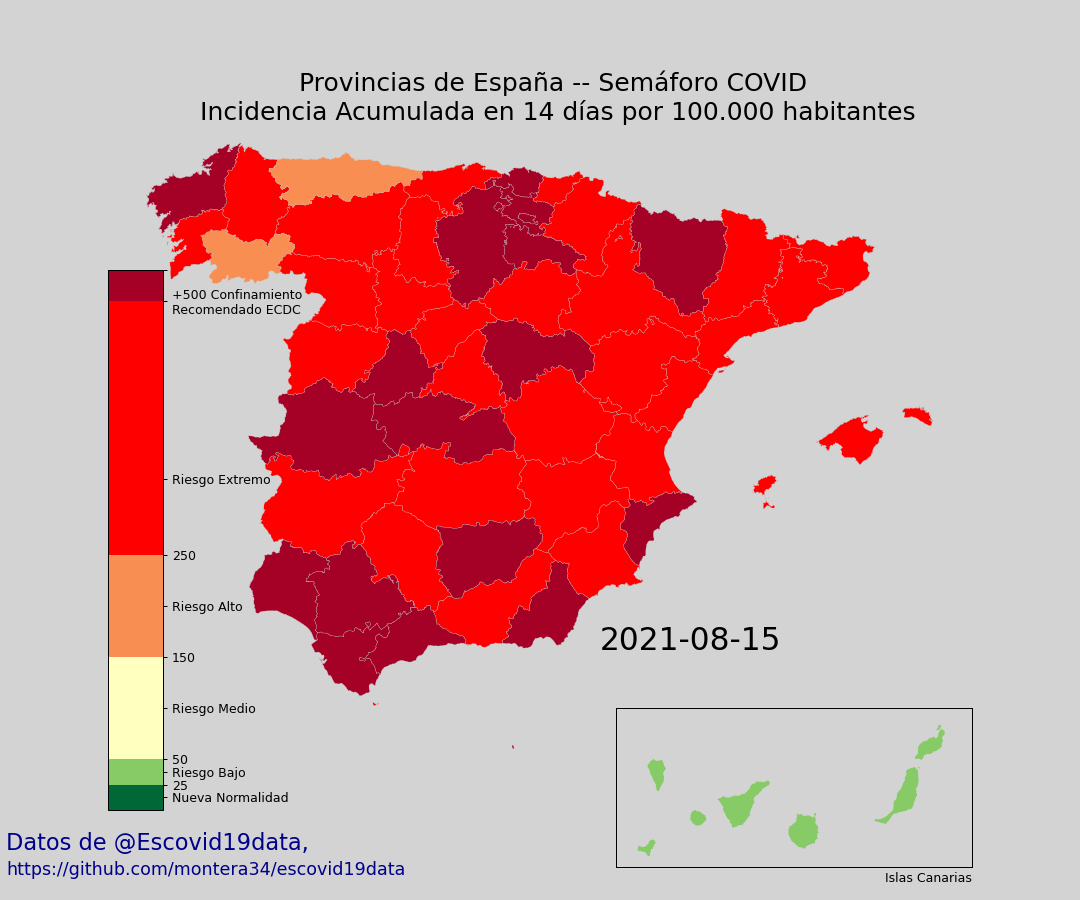 Provincias de España -- Semáforo COVID
Incidencia Acumulada en 14 días por 100.000 habitantes
+500 Confinamiento
Recomendado ECDC
Riesgo Extremo
250
Riesgo Alto
150
Riesgo Medio
50
Riesgo Bajo
25
Nueva Normalidad
2021-08-15
Islas Canarias
Datos de @Escovid19data,
https://github.com/montera34/escovid19data